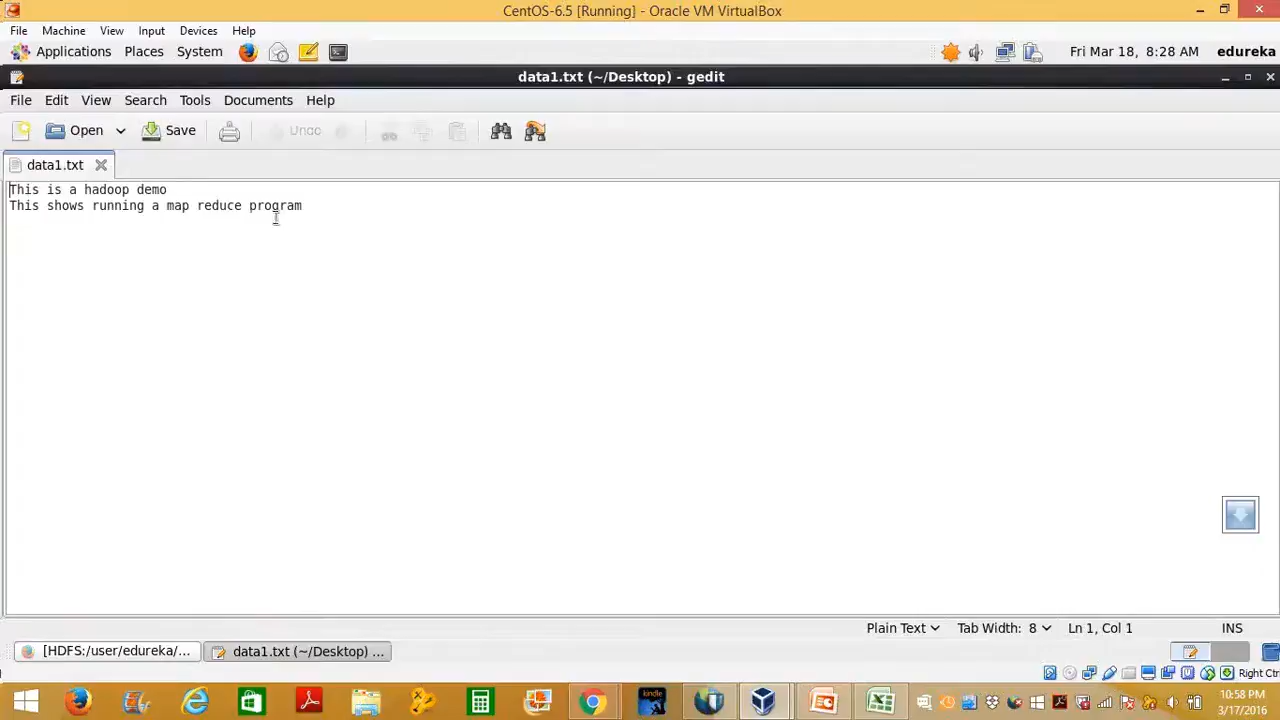 CentOS-6.5 [Running] - Oracle VM VirtualBox
File Machine View Input Devices Help
Applications Places System Fri Mar 18, 8:28 AM edureka
data1.txt (~/Desktop) - gedit
File Edit View Search Tools Documents Help
Open Save Undo
data1.txt
This is a hadoop demo
This shows running a map reduce program
Plain Text Tab Width: 8 Ln 1, Col 1 INS
[HDFS:/user/edureka/... data1.txt (~/Desktop) ...
Right Ctr
kindle
10:58 PM
3/17/2016